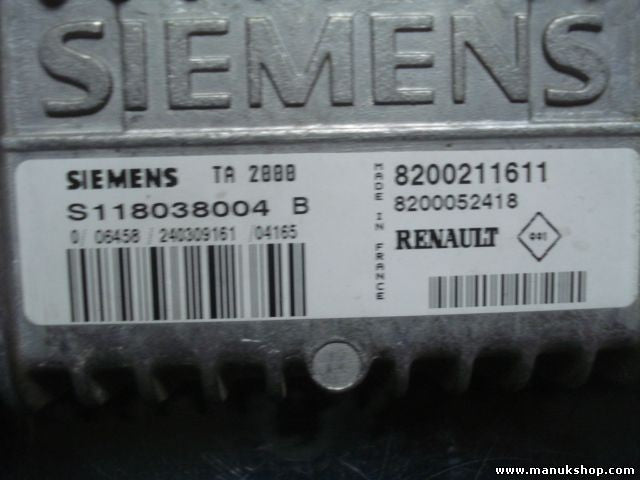 SIEMENS
SIEMENS TA 2000
S118038004 B
0/ 06458 / 240309161 /04165
MADE IN FRANCE
8200211611
8200052418
RENAULT
www.manukshop.com